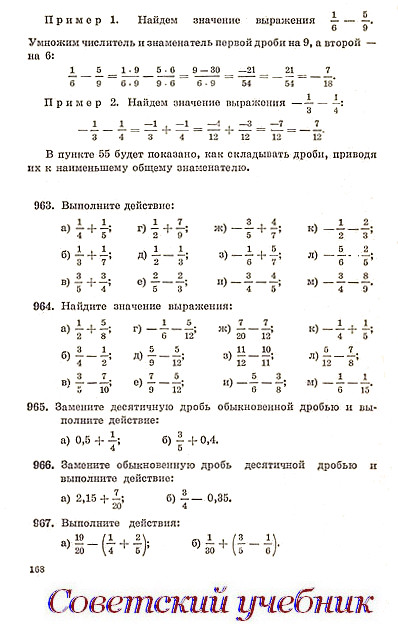 Пример 1. Найдем значение выражения 1/6 − 5/9.
Умножим числитель и знаменатель первой дроби на 9, а второй —
на 6:
1/6 − 5/9 = 1·9/6·9 − 5·6/9·6 = 9−30/6·9 = −21/54 = −21/54 = −7/18.
Пример 2. Найдем значение выражения −1/3 − 1/4:
−1/3 − 1/4 = −1/3 + −1/4 = −4/12 + −3/12 = −7/12 = −7/12.
В пункте 55 будет показано, как складывать дроби, приводя
их к наименьшему общему знаменателю.
963. Выполните действие:
а) 1/4 + 1/5; г) 1/2 + 7/9; ж) −3/5 + 4/7; к) −1/2 − 2/3;
б) 1/3 + 1/7; д) 1/2 − 1/3; з) −1/6 + 5/7; л) −5/6 − 2/5;
в) 3/5 + 3/4; е) 2/5 − 2/3; и) −3/4 − 4/5; м) −3/4 − 8/9.
964. Найдите значение выражения:
а) 1/2 + 5/8; г) −1/6 − 5/12; ж) 7/20 − 7/12; к) −1/4 + 1/5;
б) 3/4 − 1/2; д) 5/9 − 5/12; з) 11/12 − 10/11; л) 5/12 − 7/8;
в) 3/5 − 7/10; е) 7/9 − 5/12; и) −5/6 − 3/8; м) −1/6 − 1/15.
965. Замените десятичную дробь обыкновенной дробью и вы-
полните действие:
а) 0,5 + 1/4; б) 3/5 + 0,4.
966. Замените обыкновенную дробь десятичной дробью и
выполните действие:
а) 2,15 + 7/20; б) 3/4 − 0,35.
967. Выполните действия:
а) 19/20 − (1/4 + 2/5); б) 1/30 + (3/5 − 1/6).
168
Советский учебник